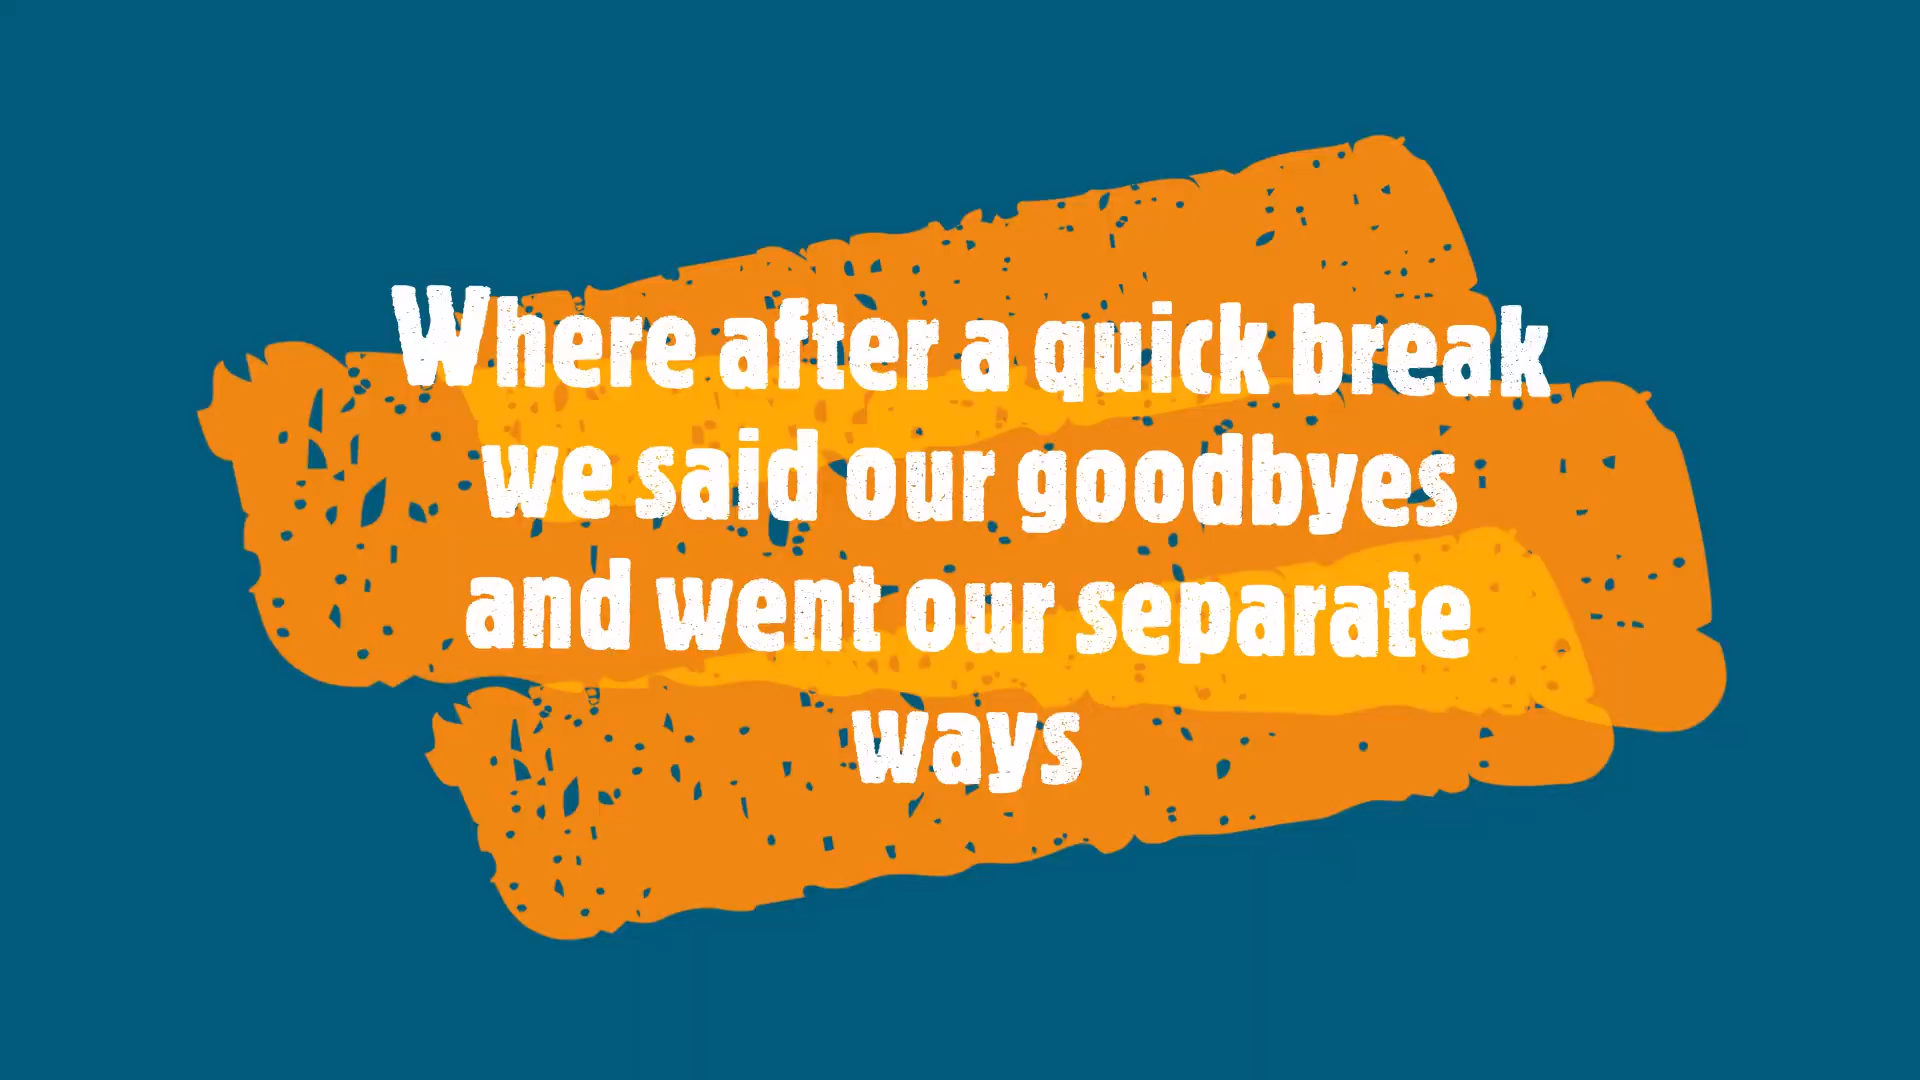 Where after a quick break
we said our goodbyes
and went our separate
ways